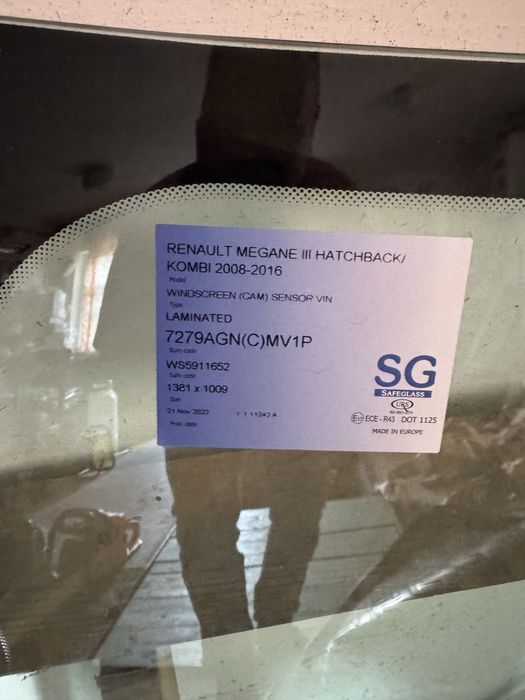 RENAULT MEGANE III HATCHBACK/
KOMBI 2008-2016
Model
WINDSCREEN (CAM) SENSOR VIN
Type
LAMINATED
7279AGN(C)MV1P
Euro code
WS5911652
Safe code
1381 x 1009
Size
21 Nov 2022
Prod. date
SG
SAFEGLASS
URS
ECE - R43 DOT 1125
MADE IN EUROPE